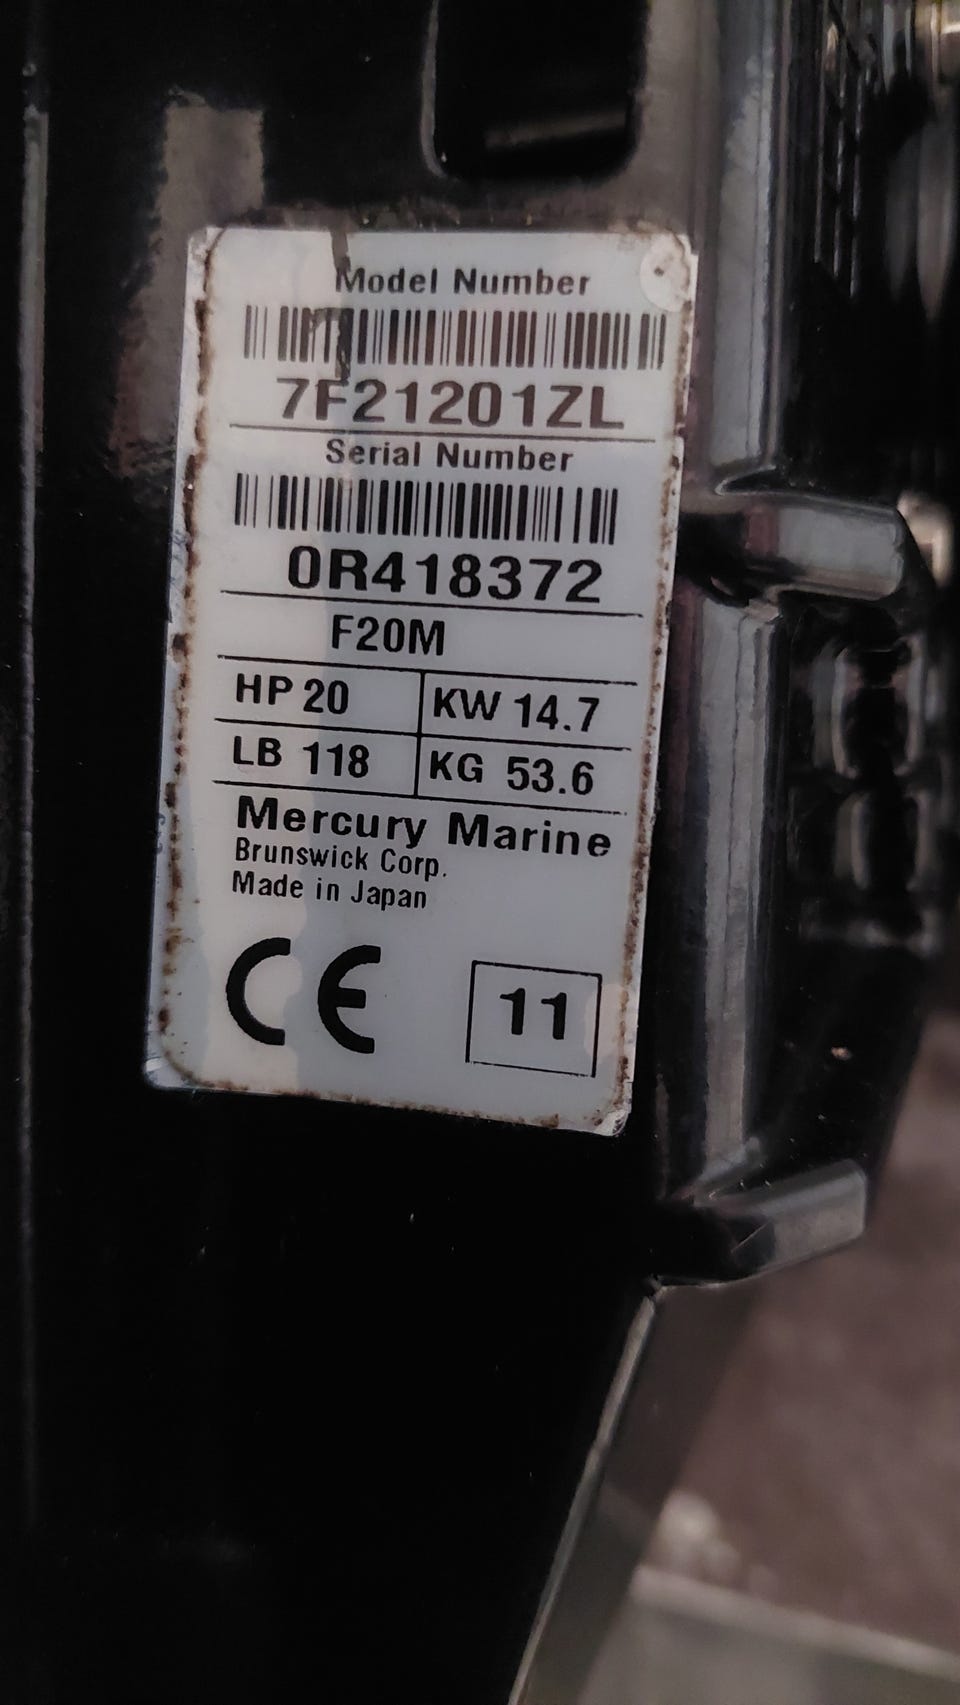 Model Number
7F21201ZL
Serial Number
0R418372
F20M
HP 20 KW 14.7
LB 118 KG 53.6
Mercury Marine
Brunswick Corp.
Made in Japan
CE 11